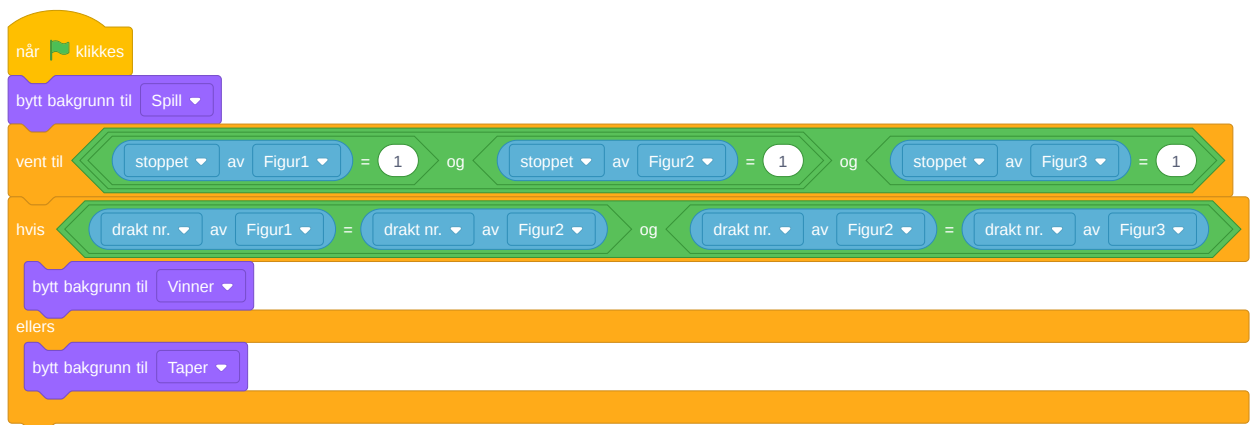 når klikkes
bytt bakgrunn til Spill
vent til stoppet av Figur1 = 1 og stoppet av Figur2 = 1 og stoppet av Figur3 = 1
hvis drakt nr. av Figur1 = drakt nr. av Figur2 og drakt nr. av Figur2 = drakt nr. av Figur3
bytt bakgrunn til Vinner
ellers
bytt bakgrunn til Taper